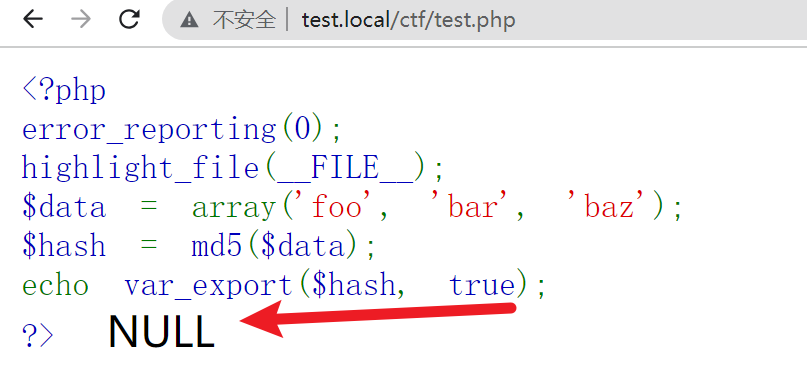 不安全 | test.local/ctf/test.php
<?php
error_reporting(0);
highlight_file(__FILE__);
$data = array('foo', 'bar', 'baz');
$hash = md5($data);
echo var_export($hash, true);
?> NULL